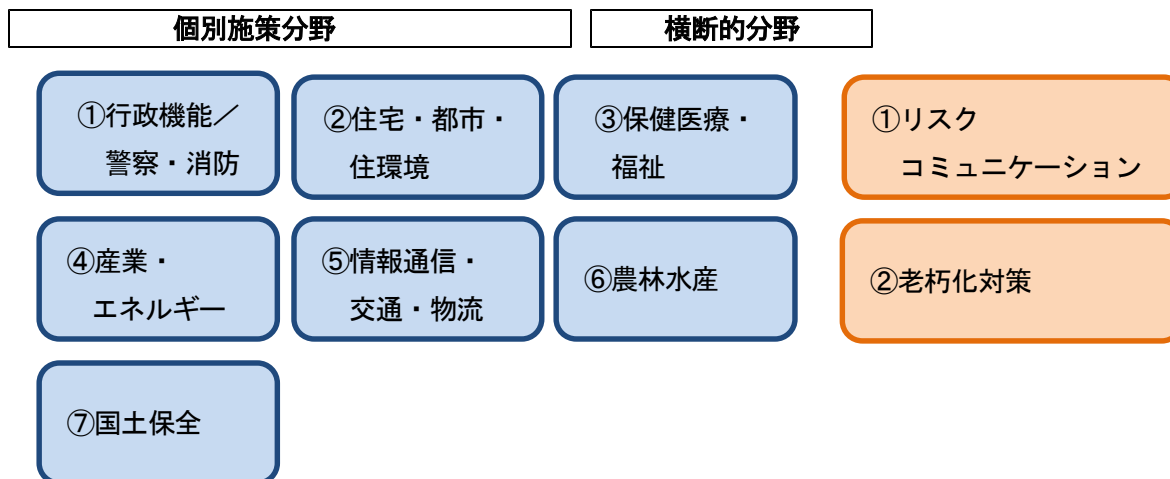 個別施策分野
横断的分野
①行政機能／
警察・消防
②住宅・都市・
住環境
③保健医療・
福祉
①リスク
コミュニケーション
④産業・
エネルギー
⑤情報通信・
交通・物流
⑥農林水産
②老朽化対策
⑦国土保全